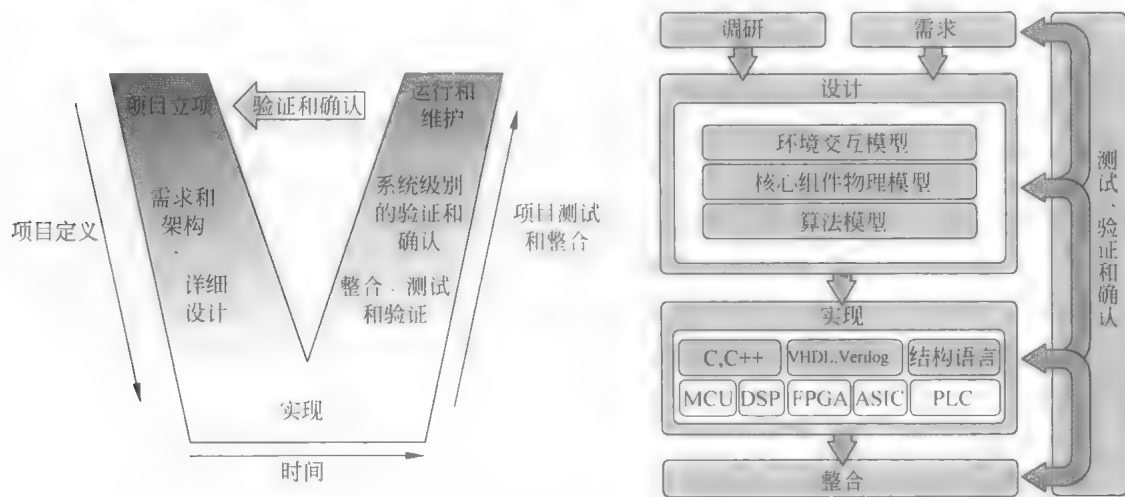 项目定义
项目立项
需求和
架构
详细
设计
验证和确认
运行和
维护
系统级别
的验证和
确认
整合、测试
和验证
项目测试
和整合
实现
时间
调研
需求
设计
环境交互模型
核心组件物理模型
算法模型
实现
C,C++
VHDL..Verilog
结构语言
MCU
DSP
FPGA
ASIC
PLC
整合
测试、验证和确认